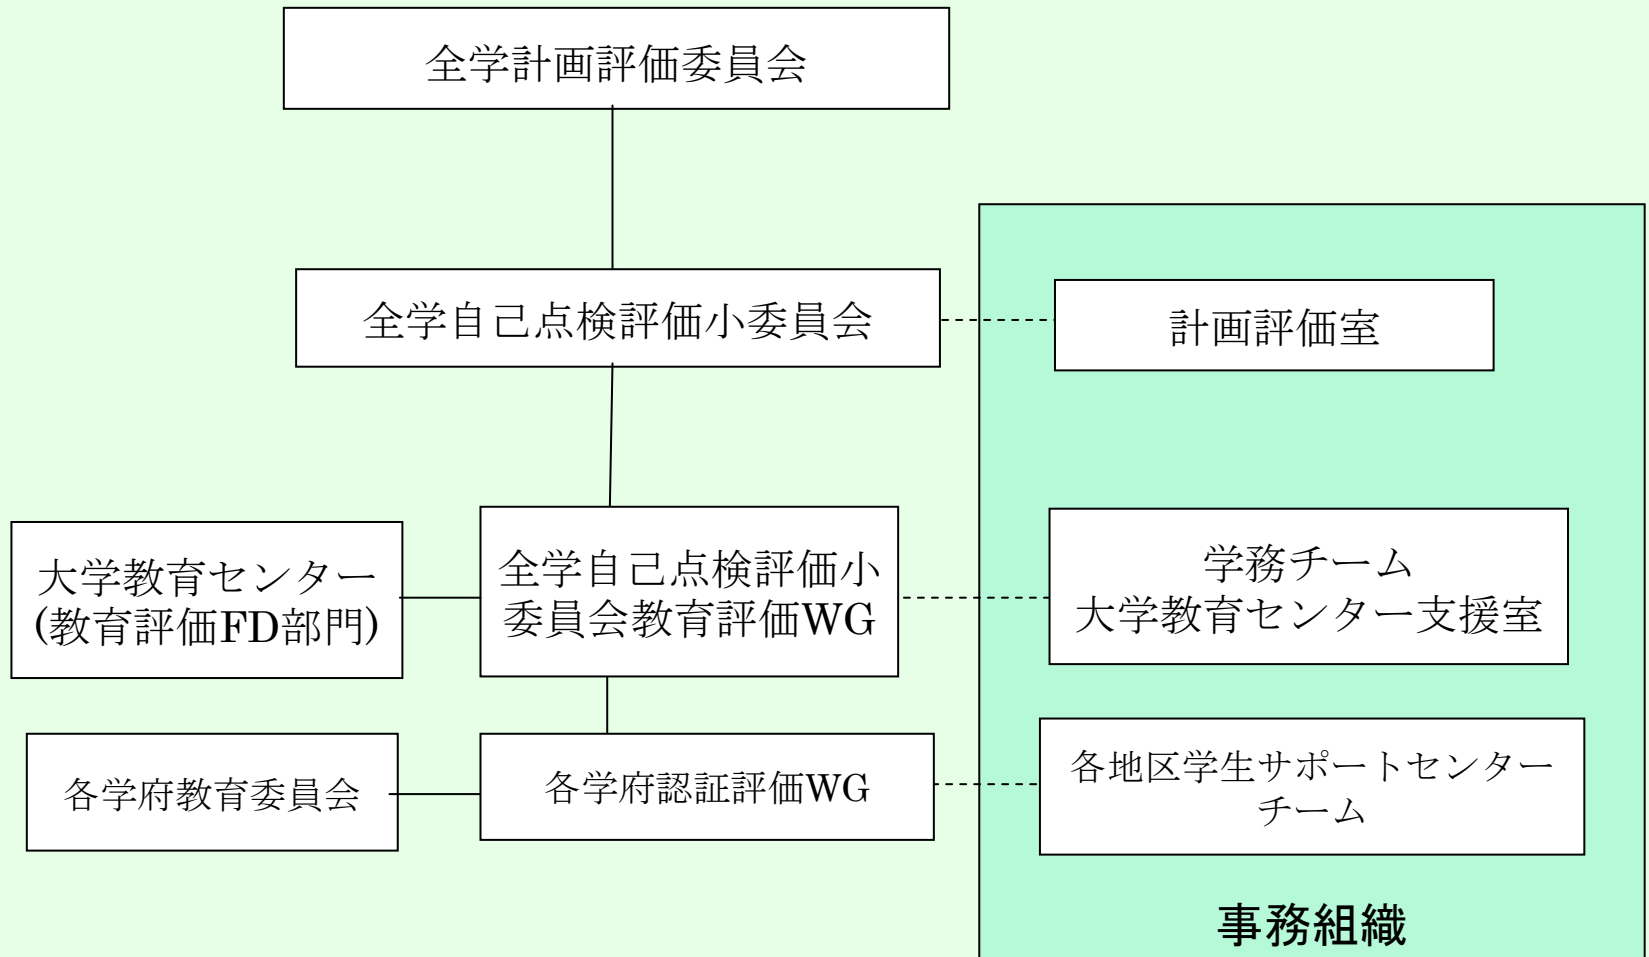 全学計画評価委員会
全学自己点検評価小委員会
計画評価室
大学教育センター
(教育評価FD部門)
全学自己点検評価小
委員会教育評価WG
学務チーム
大学教育センター支援室
各学府教育委員会
各学府認証評価WG
各地区学生サポートセンター
チーム
事務組織